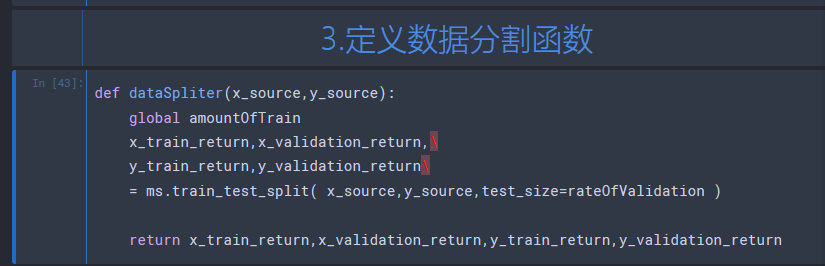 3.定义数据分割函数
In [43]:
def dataSpliter(x_source,y_source):
global amountOfTrain
x_train_return,x_validation_return,\
y_train_return,y_validation_return\
= ms.train_test_split( x_source,y_source,test_size=rateOfValidation )
return x_train_return,x_validation_return,y_train_return,y_validation_return